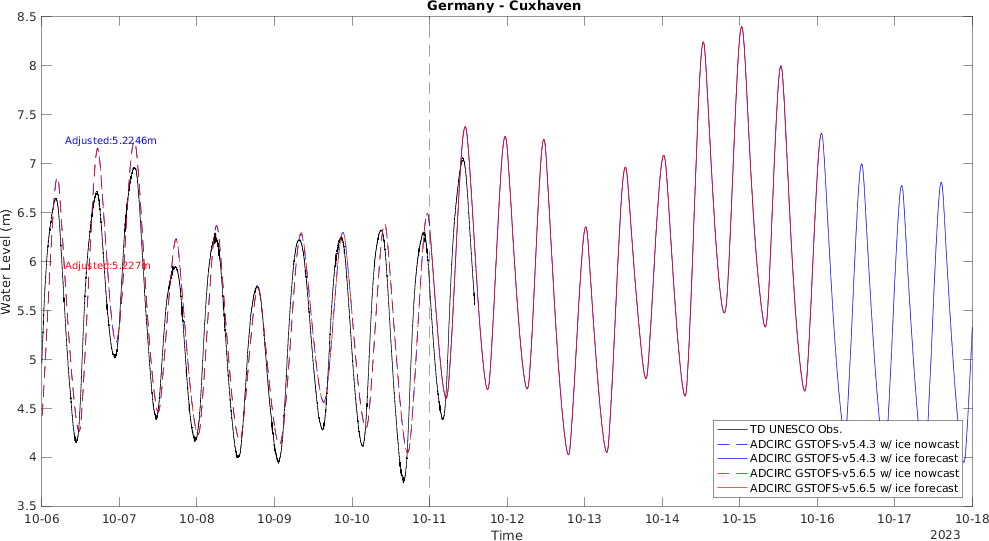 Germany - Cuxhaven
8.5
8
7.5
7
6.5
6
5.5
5
4.5
4
3.5
Water Level (m)
Adjusted:5.2246m
Adjusted:5.227m
TD UNESCO Obs.
ADCIRC GSTOFS-v5.4.3 w/ ice nowcast
ADCIRC GSTOFS-v5.4.3 w/ ice forecast
ADCIRC GSTOFS-v5.6.5 w/ ice nowcast
ADCIRC GSTOFS-v5.6.5 w/ ice forecast
10-06 10-07 10-08 10-09 10-10 10-11 10-12 10-13 10-14 10-15 10-16 10-17 10-18
Time
2023